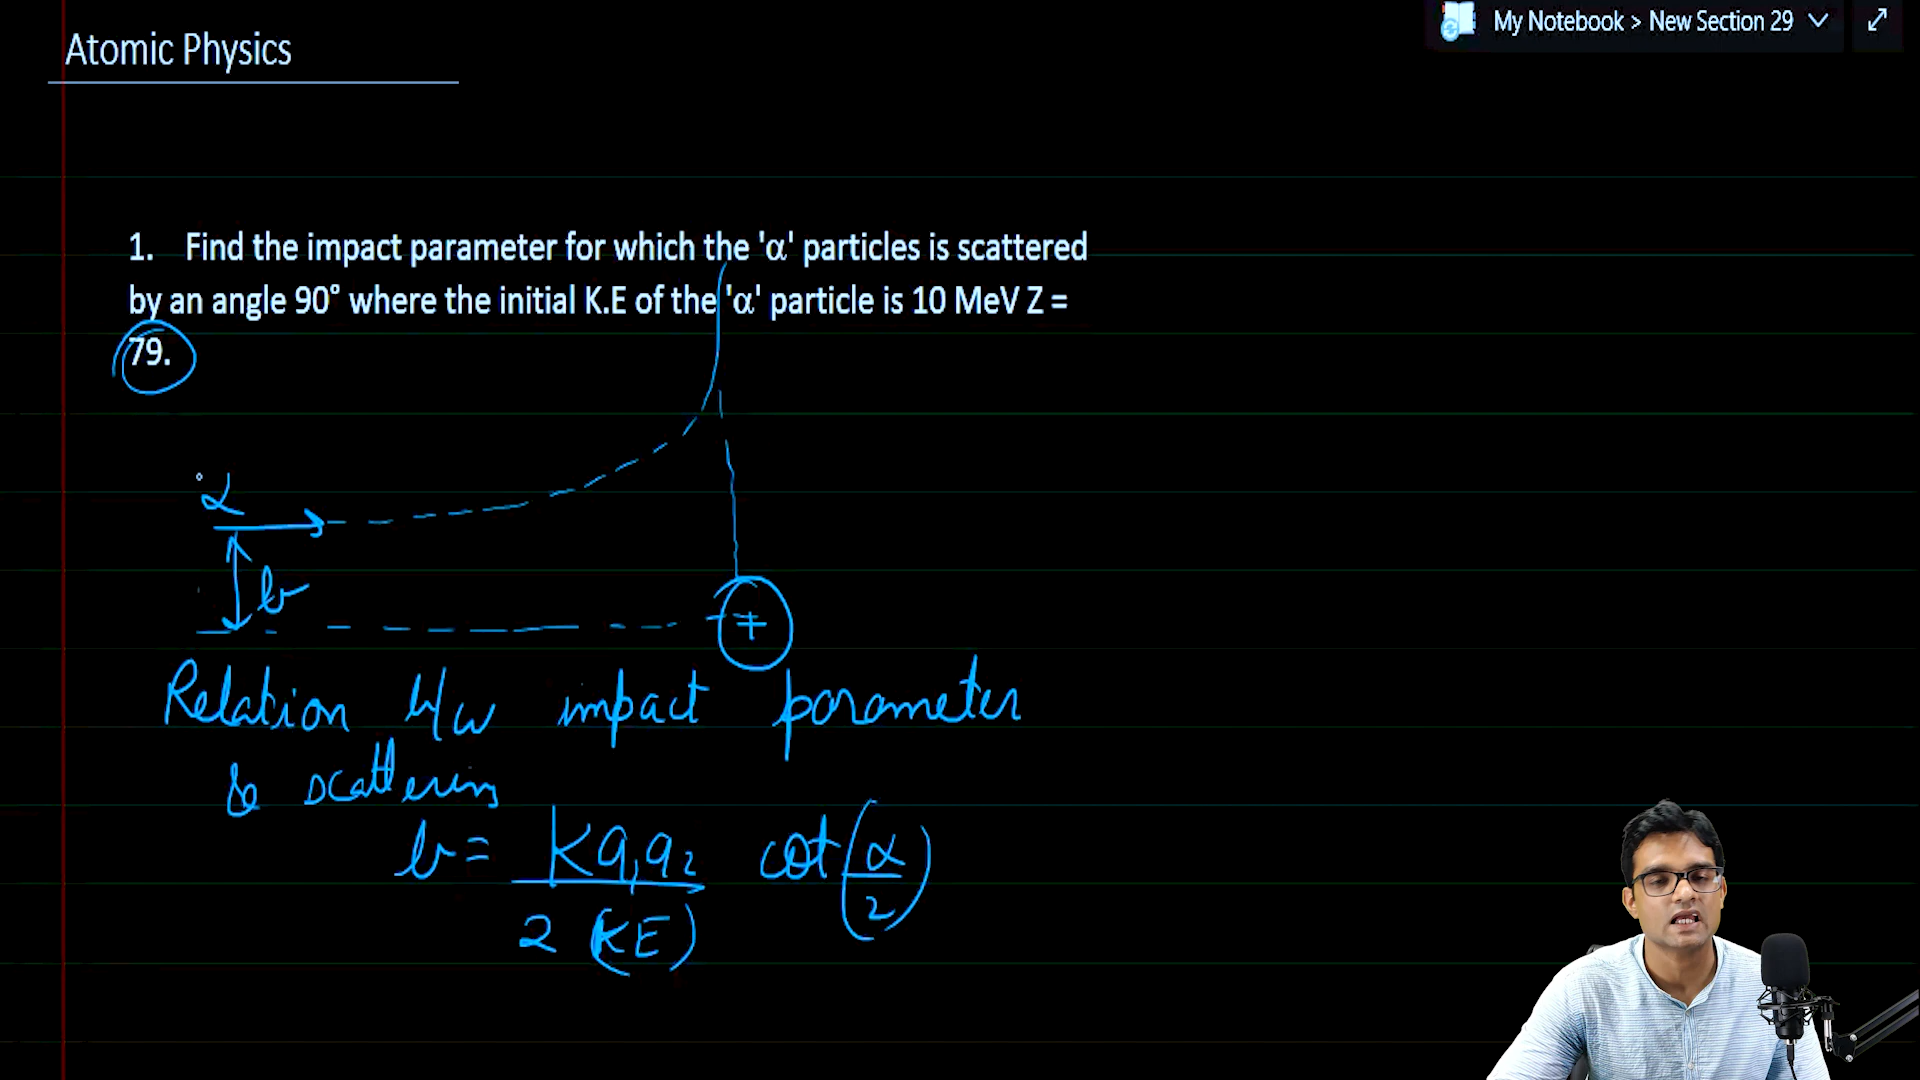 My Notebook > New Section 29
Atomic Physics
1. Find the impact parameter for which the 'α' particles is scattered
by an angle 90° where the initial K.E of the 'α' particle is 10 MeV Z =
79.
α
b
+
Relation b/w impact parameter
& scattering
b = Kq₁q₂ / 2 (KE) cot(α/2)